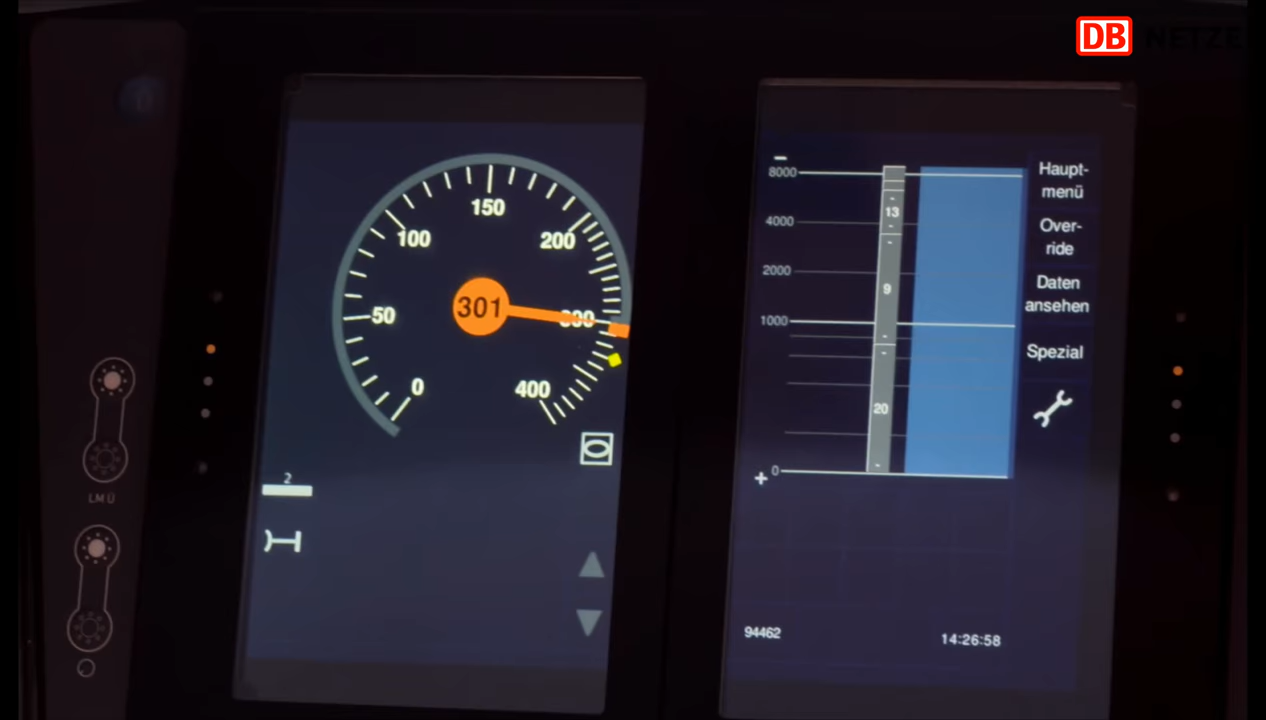 DB NETZE
150
100
200
301
300
50
0
400
2
LM Ü
8000
4000
2000
1000
0
13
9
20
Haupt-
menü
Over-
ride
Daten
ansehen
Spezial
94462
14:26:58